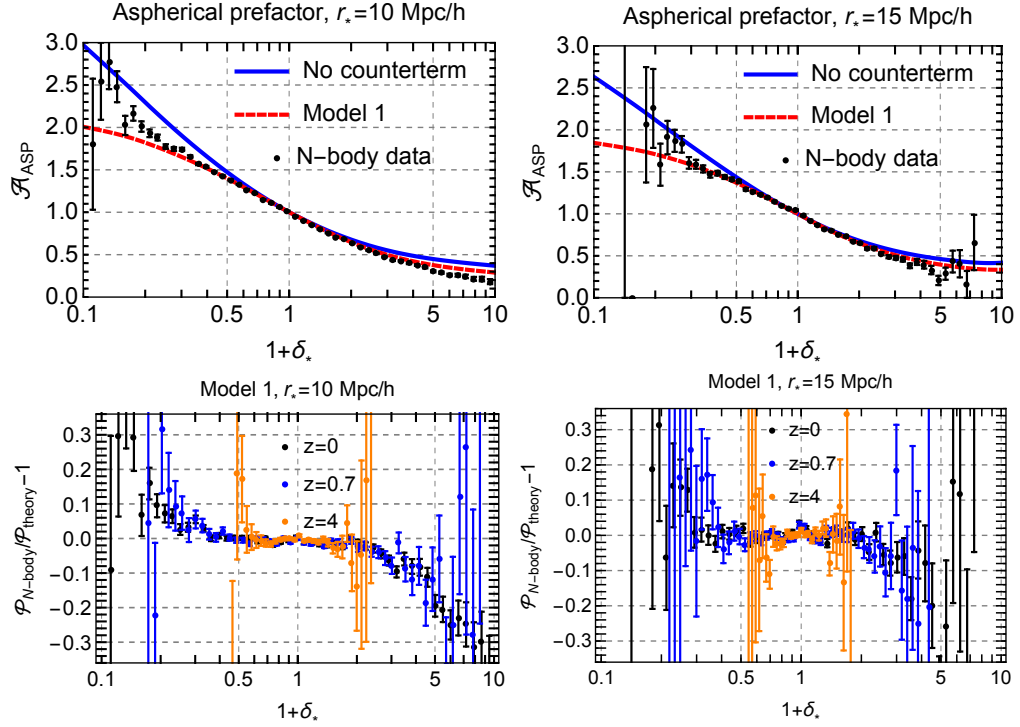 Aspherical prefactor, r* = 10 Mpc/h
3.0
2.5
2.0
1.5
1.0
0.5
0.0
𝒜ASP
No counterterm
Model 1
N-body data
0.1 0.5 1 5 10
1+δ*
Aspherical prefactor, r* = 15 Mpc/h
3.0
2.5
2.0
1.5
1.0
0.5
0.0
𝒜ASP
No counterterm
Model 1
N-body data
0.1 0.5 1 5 10
1+δ*
Model 1, r* = 10 Mpc/h
0.3
0.2
0.1
0.0
−0.1
−0.2
−0.3
𝒫N-body/𝒫theory−1
z=0
z=0.7
z=4
0.1 0.5 1 5 10
1+δ*
Model 1, r* = 15 Mpc/h
0.3
0.2
0.1
0.0
−0.1
−0.2
−0.3
𝒫N-body/𝒫theory−1
z=0
z=0.7
z=4
0.1 0.5 1 5 10
1+δ*